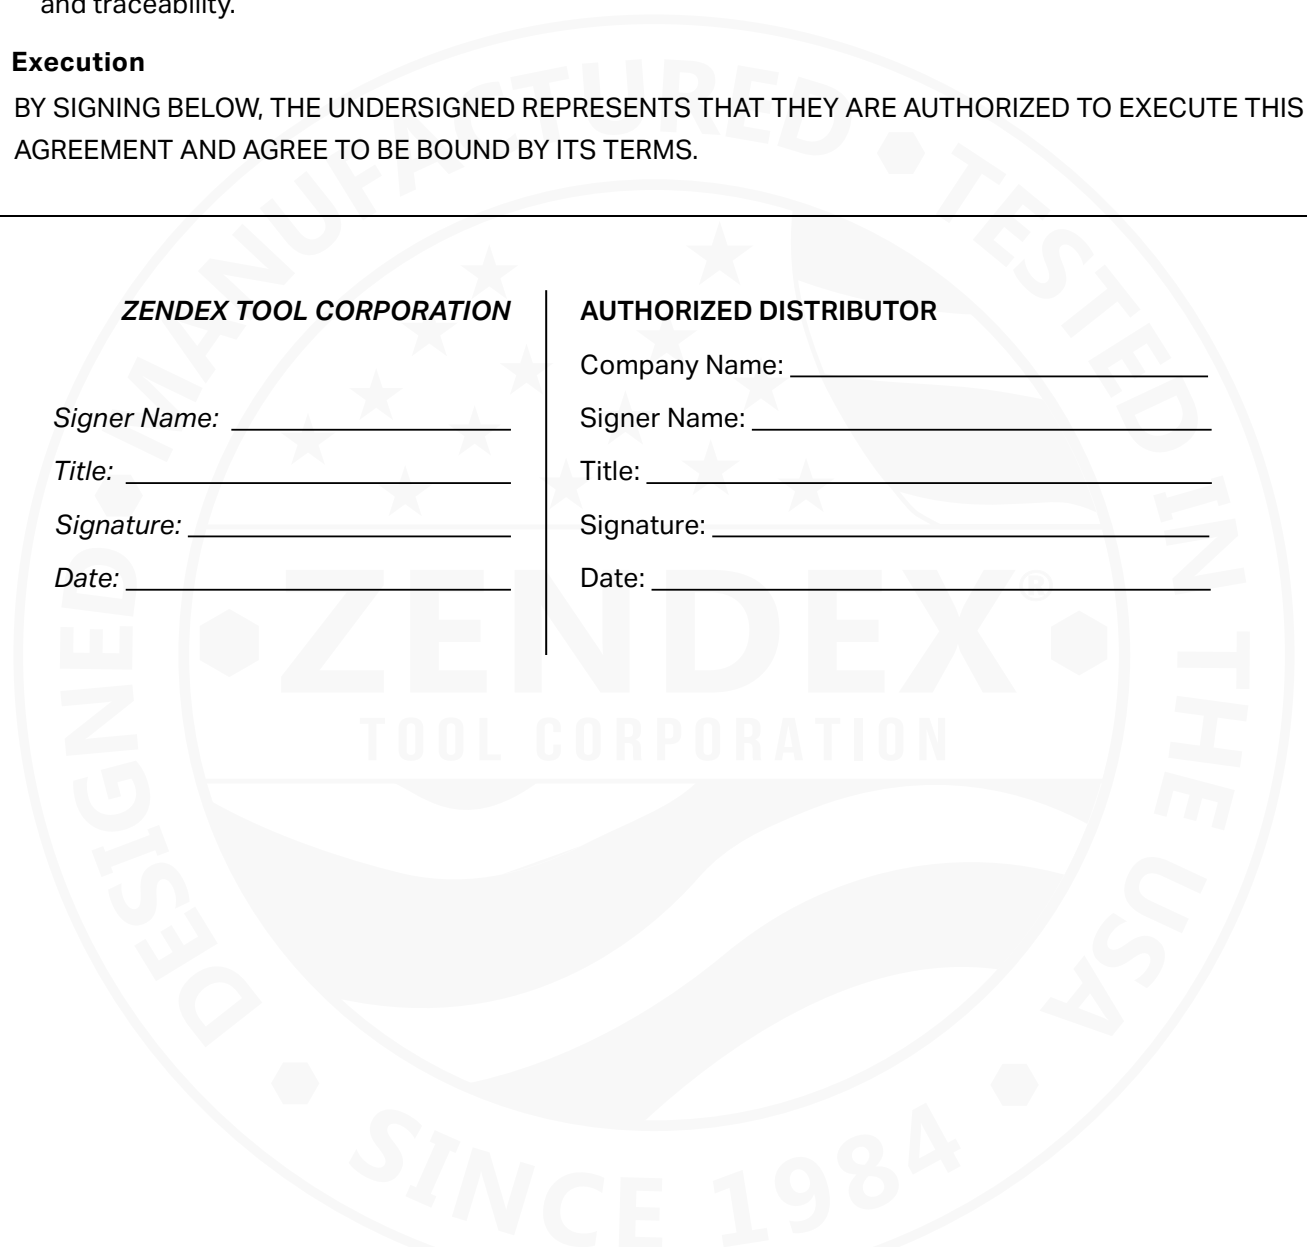 and traceability.
Execution
BY SIGNING BELOW, THE UNDERSIGNED REPRESENTS THAT THEY ARE AUTHORIZED TO EXECUTE THIS
AGREEMENT AND AGREE TO BE BOUND BY ITS TERMS.
ZENDEX TOOL CORPORATION
Signer Name:
Title:
Signature:
Date:
AUTHORIZED DISTRIBUTOR
Company Name:
Signer Name:
Title:
Signature:
Date:
DESIGNED • MANUFACTURED • TESTED IN THE USA
ZENDEX®
TOOL CORPORATION
SINCE 1984